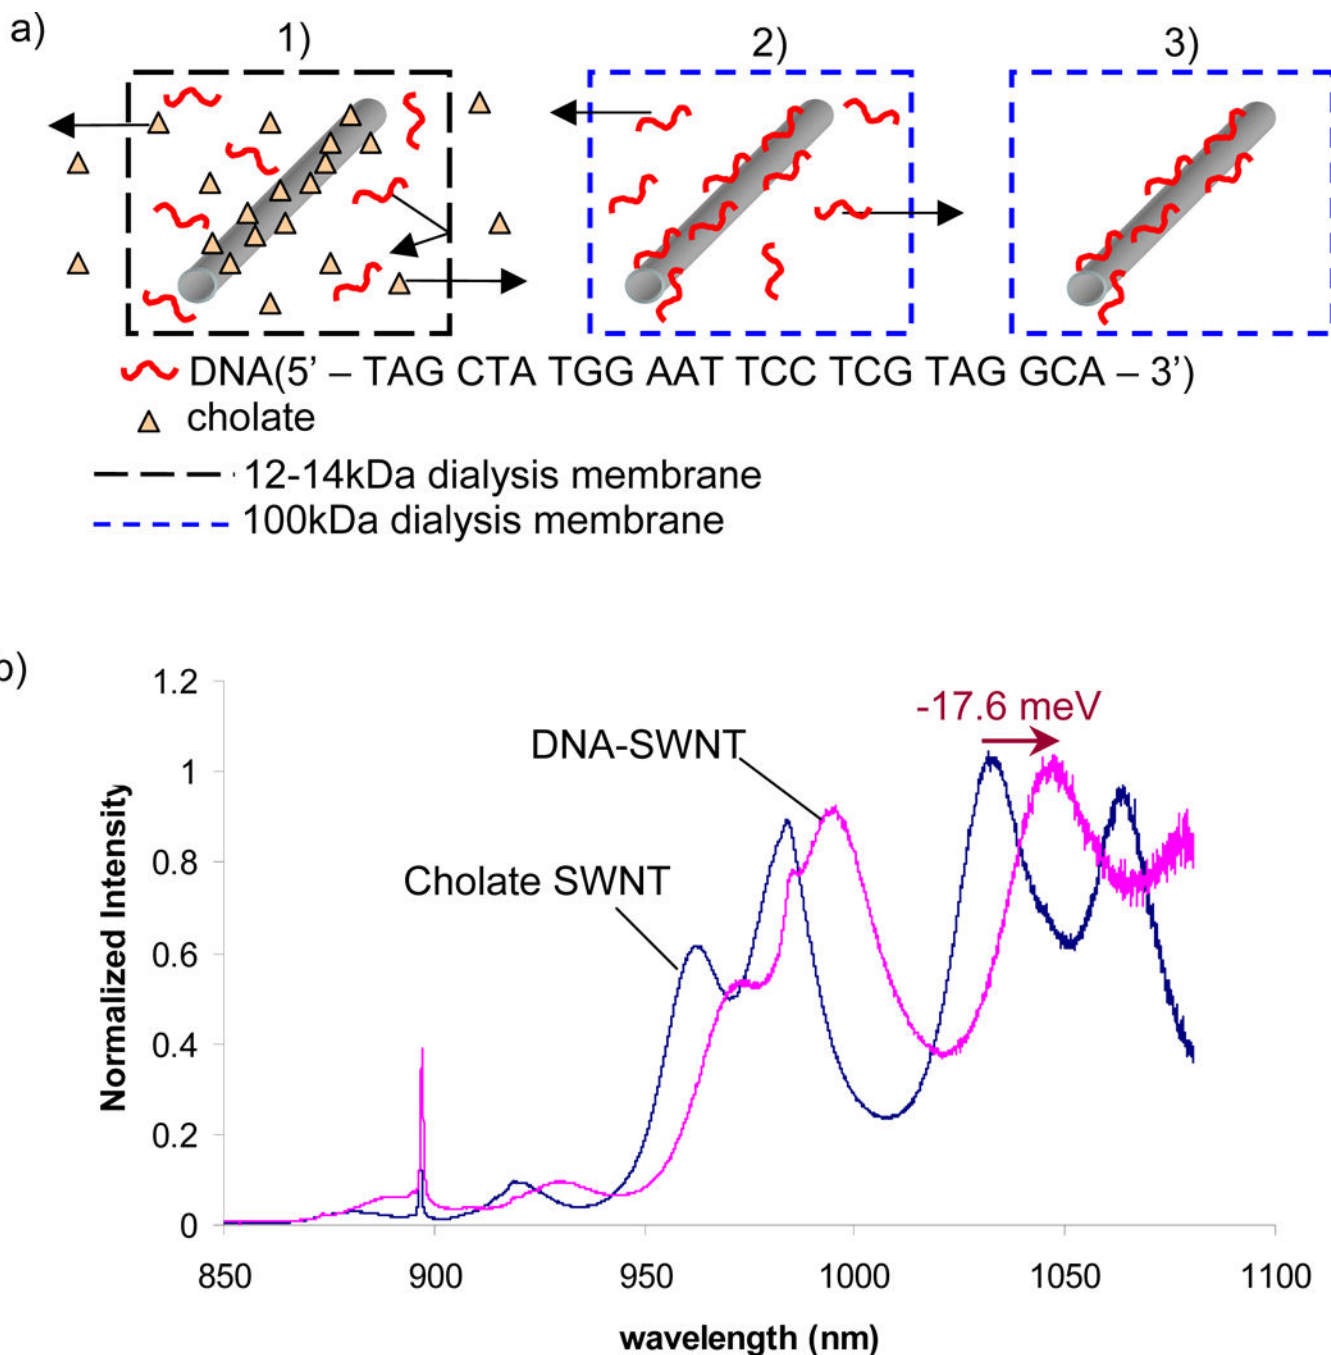 a)
1)
2)
3)
DNA(5’ – TAG CTA TGG AAT TCC TCG TAG GCA – 3’)
cholate
12-14kDa dialysis membrane
100kDa dialysis membrane
b)
-17.6 meV
DNA-SWNT
Cholate SWNT
Normalized Intensity
1.2
1
0.8
0.6
0.4
0.2
0
850
900
950
1000
1050
1100
wavelength (nm)